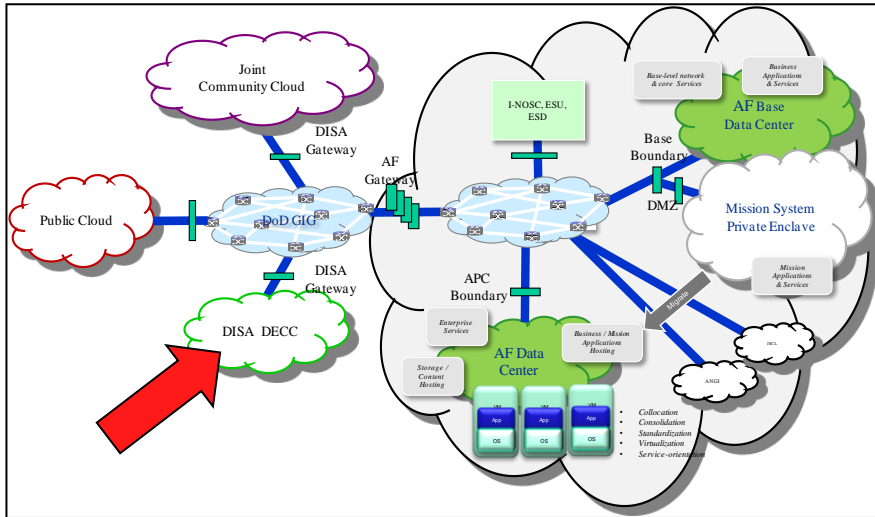 Joint
Community Cloud
DISA
Gateway
Public Cloud
DoD GIG
DISA
Gateway
DISA DECC
AF
Gateway
I-NOSC, ESU,
ESD
Base-level network
& core Services
Business
Applications
& Services
AF Base
Data Center
Base
Boundary
DMZ
Mission System
Private Enclave
Mission
Applications
& Services
APC
Boundary
Migrate
Enterprise
Services
Business / Mission
Applications
Hosting
AF Data
Center
Storage /
Content
Hosting
ANGI
VM
App
OS
VM
App
OS
VM
App
OS
• Collocation
• Consolidation
• Standardization
• Virtualization
• Service-orientation